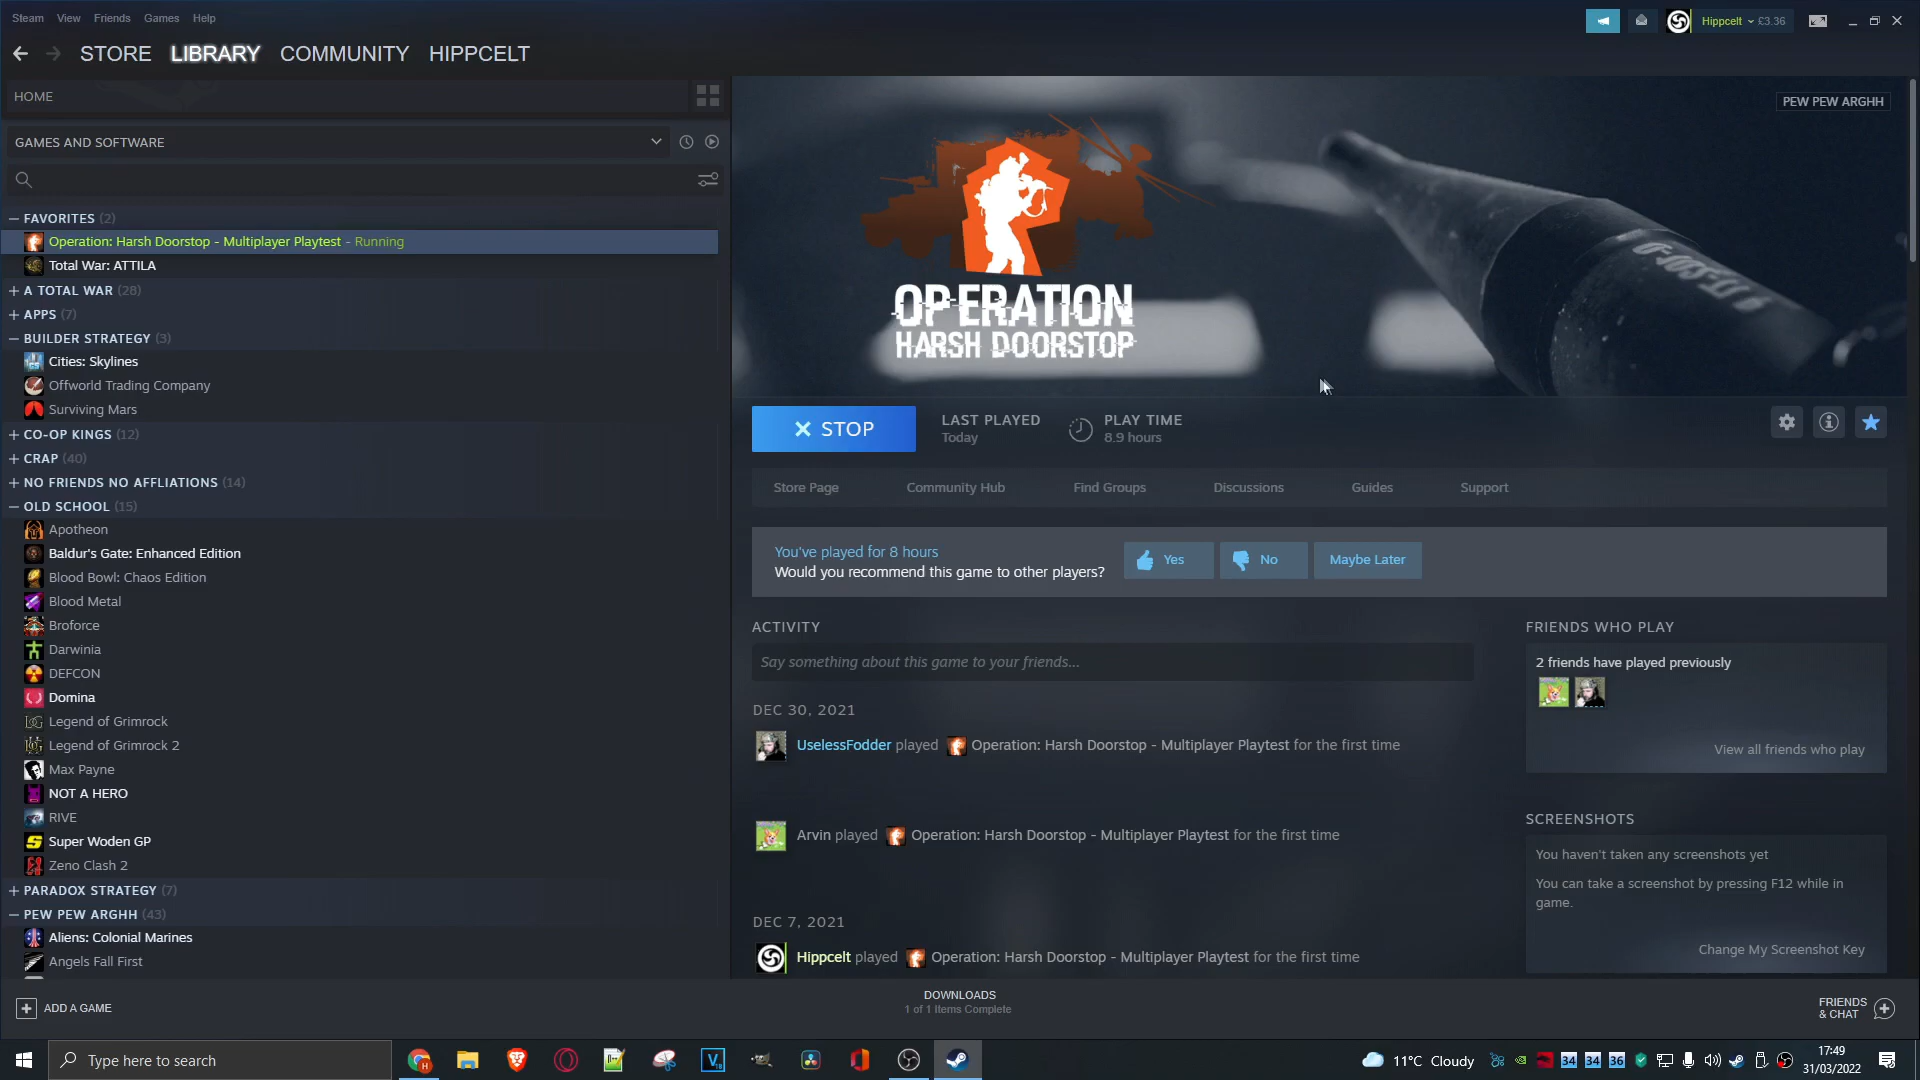 Steam View Friends Games Help
Hippcelt £3.36
STORE LIBRARY COMMUNITY HIPPCELT
HOME
PEW PEW ARGHH
GAMES AND SOFTWARE
OPERATION
HARSH DOORSTOP
FAVORITES (2)
Operation: Harsh Doorstop - Multiplayer Playtest - Running
Total War: ATTILA
A TOTAL WAR (28)
APPS (7)
BUILDER STRATEGY (3)
Cities: Skylines
Offworld Trading Company
Surviving Mars
CO-OP KINGS (12)
CRAP (40)
NO FRIENDS NO AFFLIATIONS (14)
OLD SCHOOL (15)
Apotheon
Baldur's Gate: Enhanced Edition
Blood Bowl: Chaos Edition
Blood Metal
Broforce
Darwinia
DEFCON
Domina
Legend of Grimrock
Legend of Grimrock 2
Max Payne
NOT A HERO
RIVE
Super Woden GP
Zeno Clash 2
PARADOX STRATEGY (7)
PEW PEW ARGHH (43)
Aliens: Colonial Marines
Angels Fall First
STOP
LAST PLAYED
Today
PLAY TIME
8.9 hours
Store Page Community Hub Find Groups Discussions Guides Support
You've played for 8 hours
Would you recommend this game to other players?
Yes No Maybe Later
ACTIVITY
Say something about this game to your friends...
DEC 30, 2021
UselessFodder played Operation: Harsh Doorstop - Multiplayer Playtest for the first time
Arvin played Operation: Harsh Doorstop - Multiplayer Playtest for the first time
DEC 7, 2021
Hippcelt played Operation: Harsh Doorstop - Multiplayer Playtest for the first time
FRIENDS WHO PLAY
2 friends have played previously
View all friends who play
SCREENSHOTS
You haven't taken any screenshots yet
You can take a screenshot by pressing F12 while in
game.
Change My Screenshot Key
ADD A GAME
DOWNLOADS
1 of 1 Items Complete
FRIENDS
& CHAT
Type here to search
11°C Cloudy
34 34 36
17:49
31/03/2022